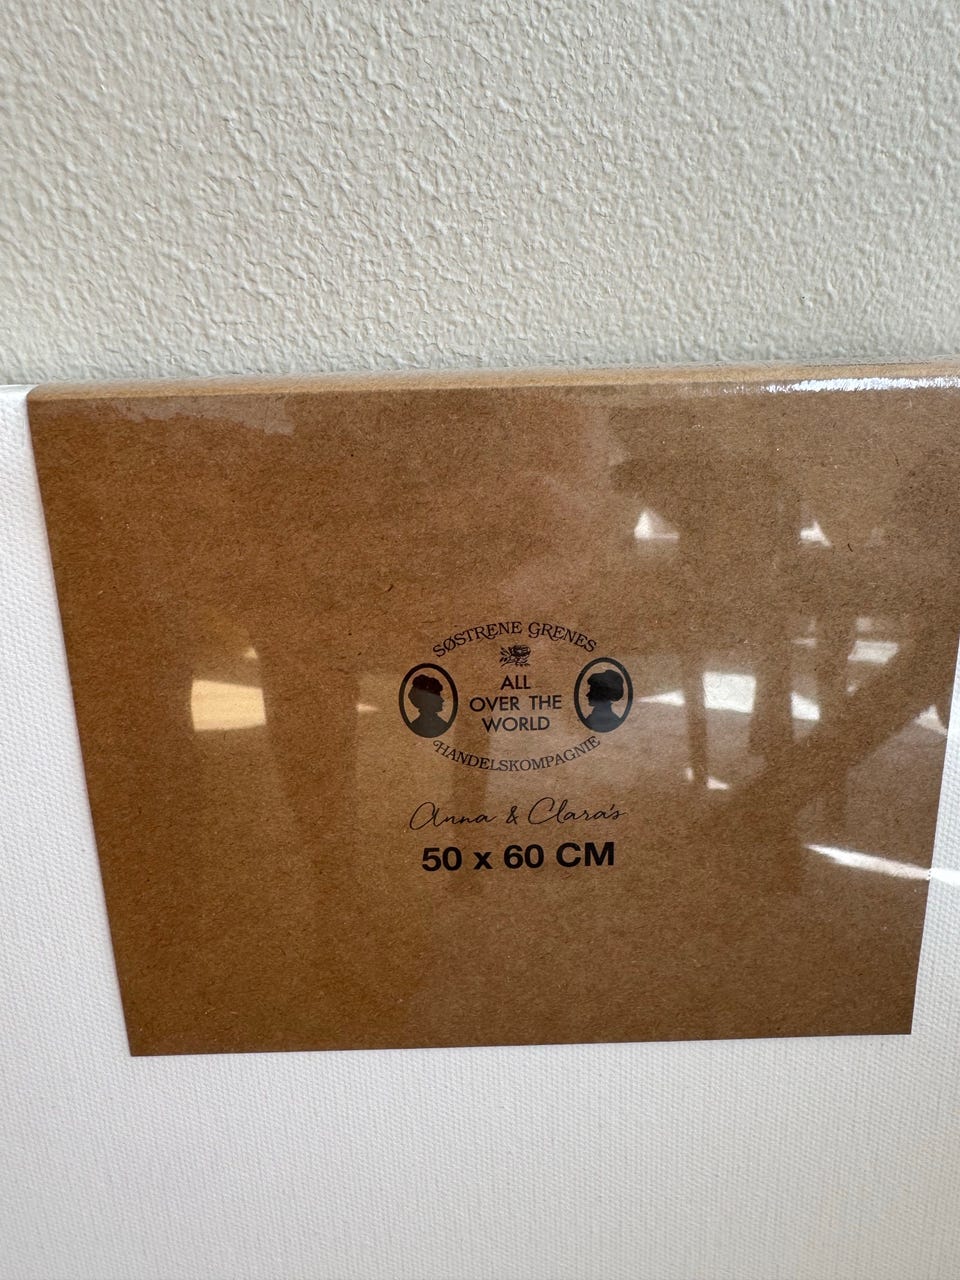 SØSTRENE GRENES
ALL
OVER THE
WORLD
HANDELSKOMPAGNIE
Anna & Clara's
50 x 60 CM